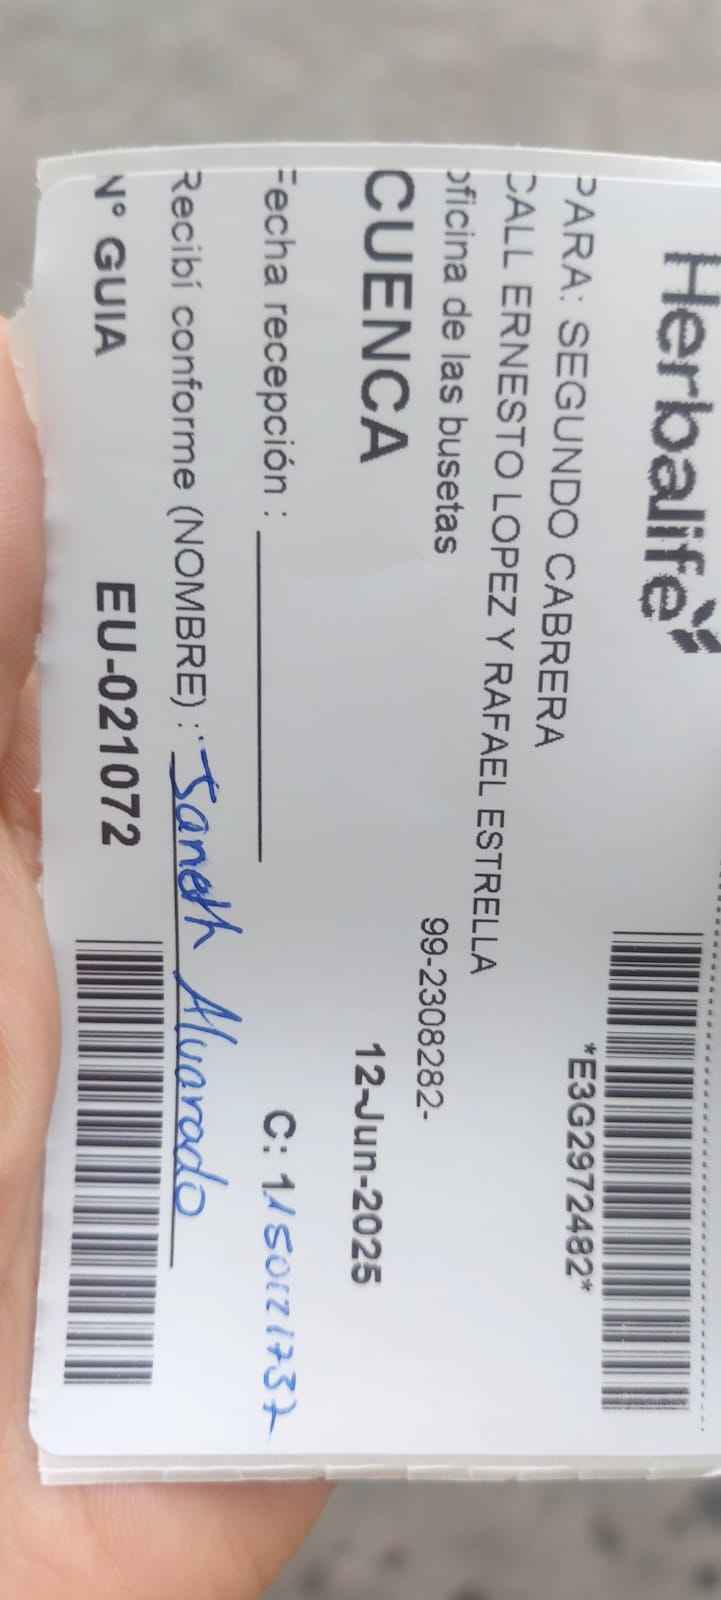 Herbalife
*E3G2972482*
PARA: SEGUNDO CABRERA
CALL ERNESTO LOPEZ Y RAFAEL ESTRELLA
oficina de las busetas
99-2308282-
CUENCA
12-Jun-2025
Fecha recepción :
C: 1
Recibí conforme (NOMBRE) : Janeth Alvarado
N° GUIA
EU-021072